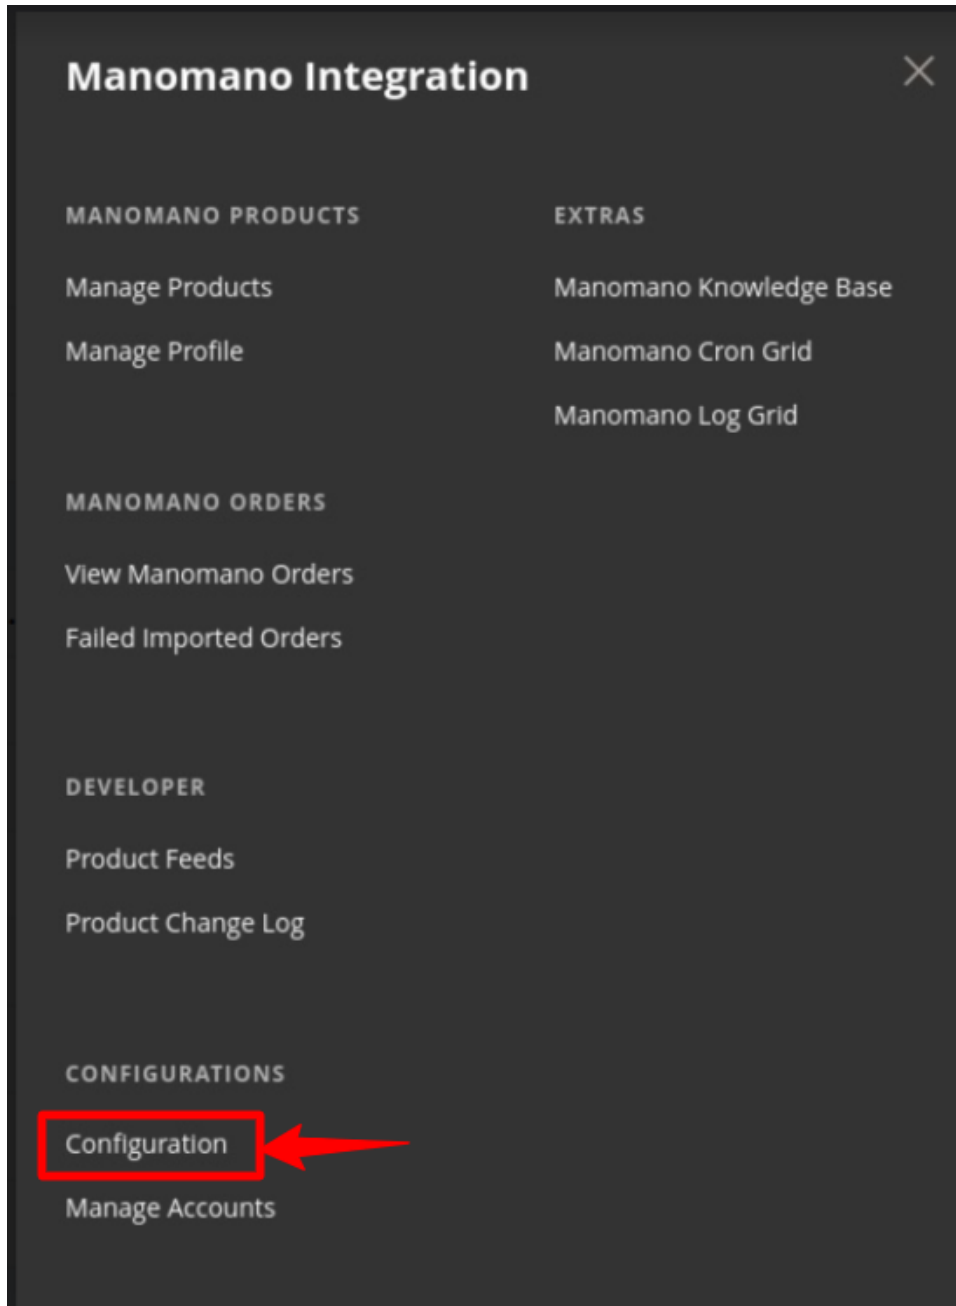 Manomano Integration
MANOMANO PRODUCTS
Manage Products
Manage Profile
MANOMANO ORDERS
View Manomano Orders
Failed Imported Orders
DEVELOPER
Product Feeds
Product Change Log
CONFIGURATIONS
Configuration
Manage Accounts
EXTRAS
Manomano Knowledge Base
Manomano Cron Grid
Manomano Log Grid